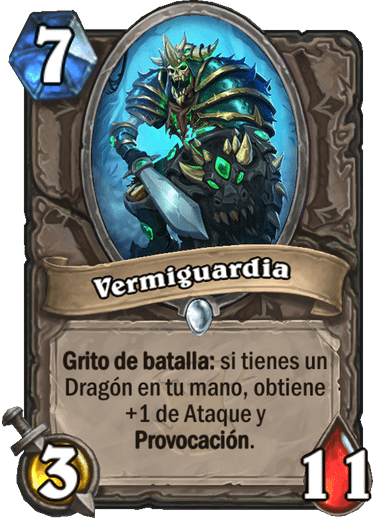 7
Vermiguardia
Grito de batalla: si tienes un
Dragón en tu mano, obtiene
+1 de Ataque y
Provocación.
3
11